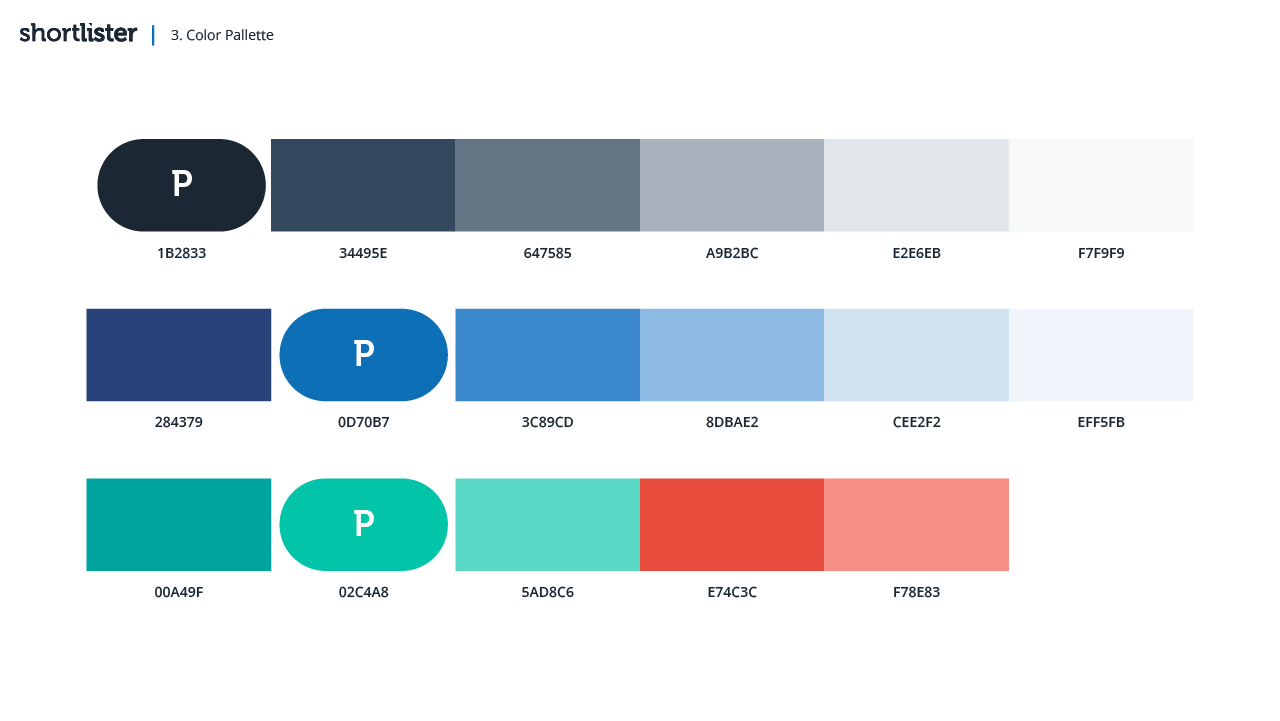 shortlister | 3. Color Pallette
P
1B2833 34495E 647585 A9B2BC E2E6EB F7F9F9
P
284379 0D70B7 3C89CD 8DBAE2 CEE2F2 EFF5FB
P
00A49F 02C4A8 5AD8C6 E74C3C F78E83